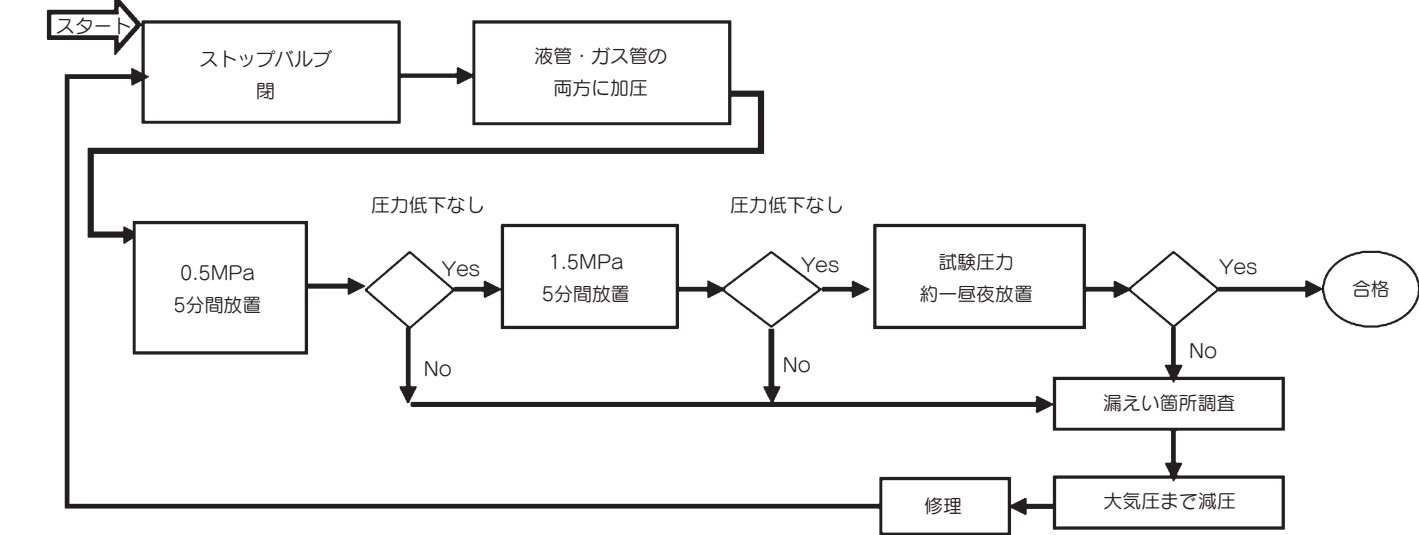 スタート
ストップバルブ
閉
液管・ガス管の
両方に加圧
圧力低下なし
圧力低下なし
0.5MPa
5分間放置
Yes
1.5MPa
5分間放置
Yes
試験圧力
約一昼夜放置
Yes
合格
No
No
No
漏えい箇所調査
大気圧まで減圧
修理